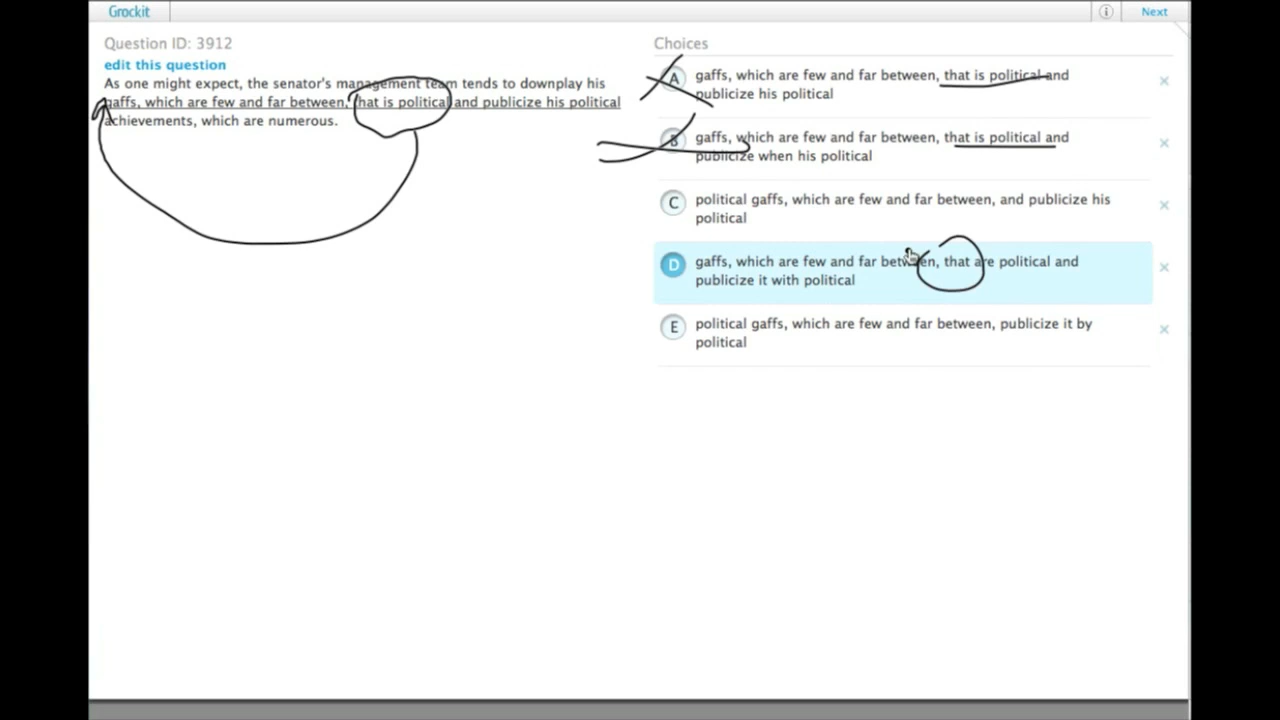 Grockit
Next
Question ID: 3912
edit this question
As one might expect, the senator's management team tends to downplay his
gaffs, which are few and far between, that is political and publicize his political
achievements, which are numerous.
Choices
A gaffs, which are few and far between, that is political and
publicize his political
B gaffs, which are few and far between, that is political and
publicize when his political
C political gaffs, which are few and far between, and publicize his
political
D gaffs, which are few and far between, that are political and
publicize it with political
E political gaffs, which are few and far between, publicize it by
political